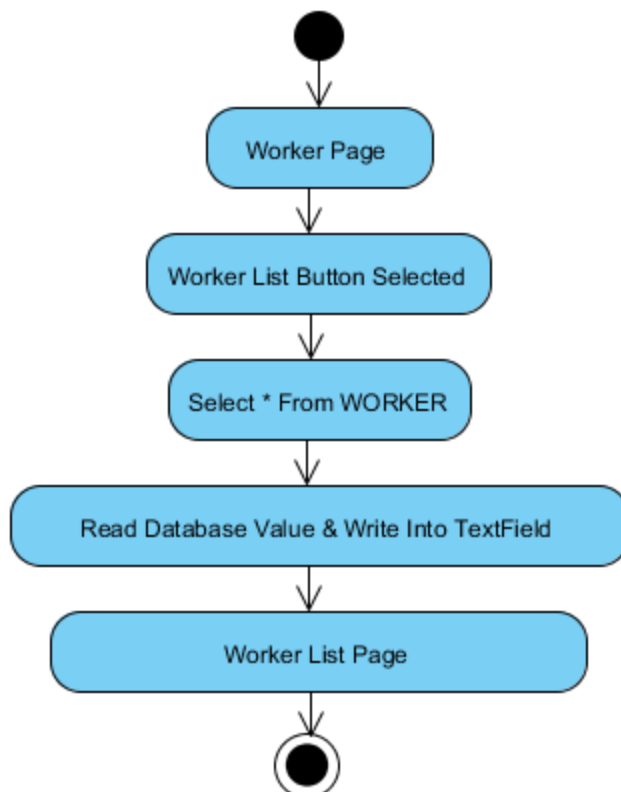 Worker Page
Worker List Button Selected
Select * From WORKER
Read Database Value & Write Into TextField
Worker List Page